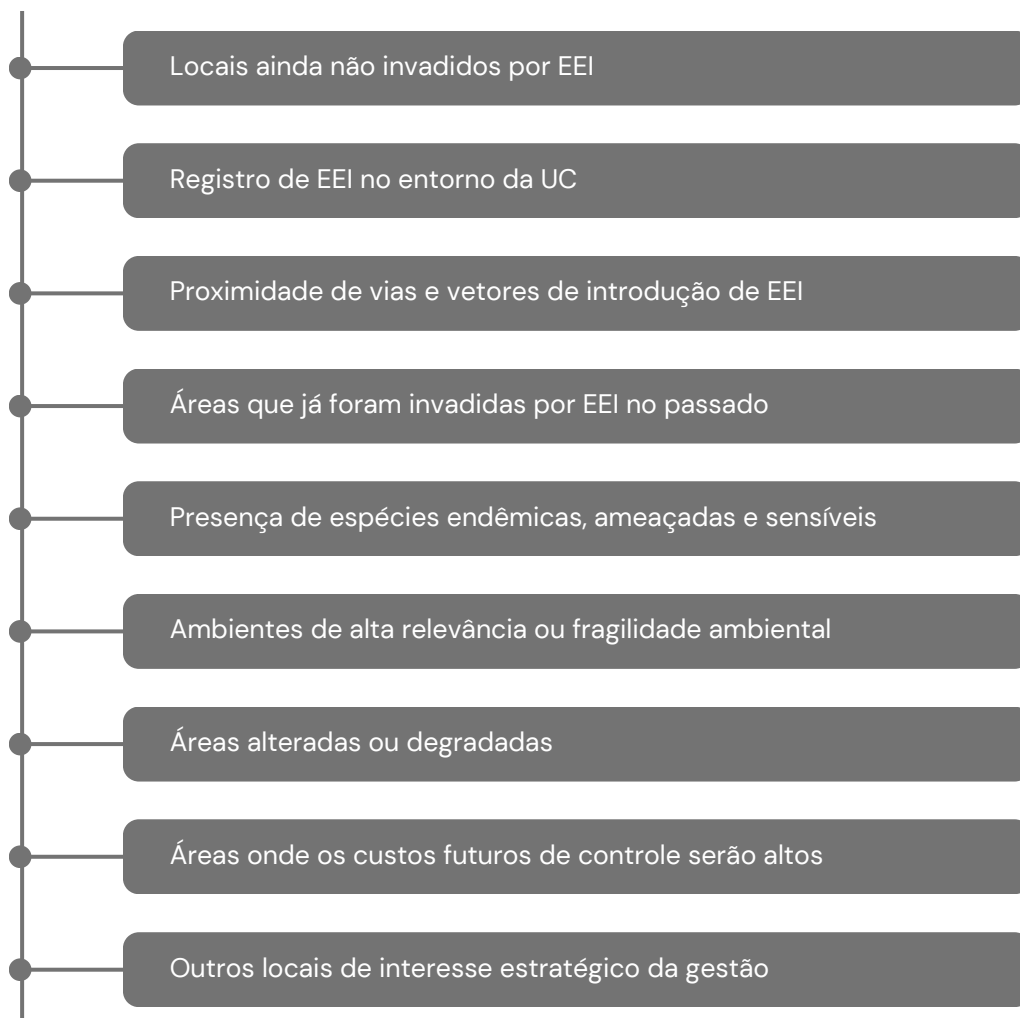 Locais ainda não invadidos por EEI
Registro de EEI no entorno da UC
Proximidade de vias e vetores de introdução de EEI
Áreas que já foram invadidas por EEI no passado
Presença de espécies endêmicas, ameaçadas e sensíveis
Ambientes de alta relevância ou fragilidade ambiental
Áreas alteradas ou degradadas
Áreas onde os custos futuros de controle serão altos
Outros locais de interesse estratégico da gestão